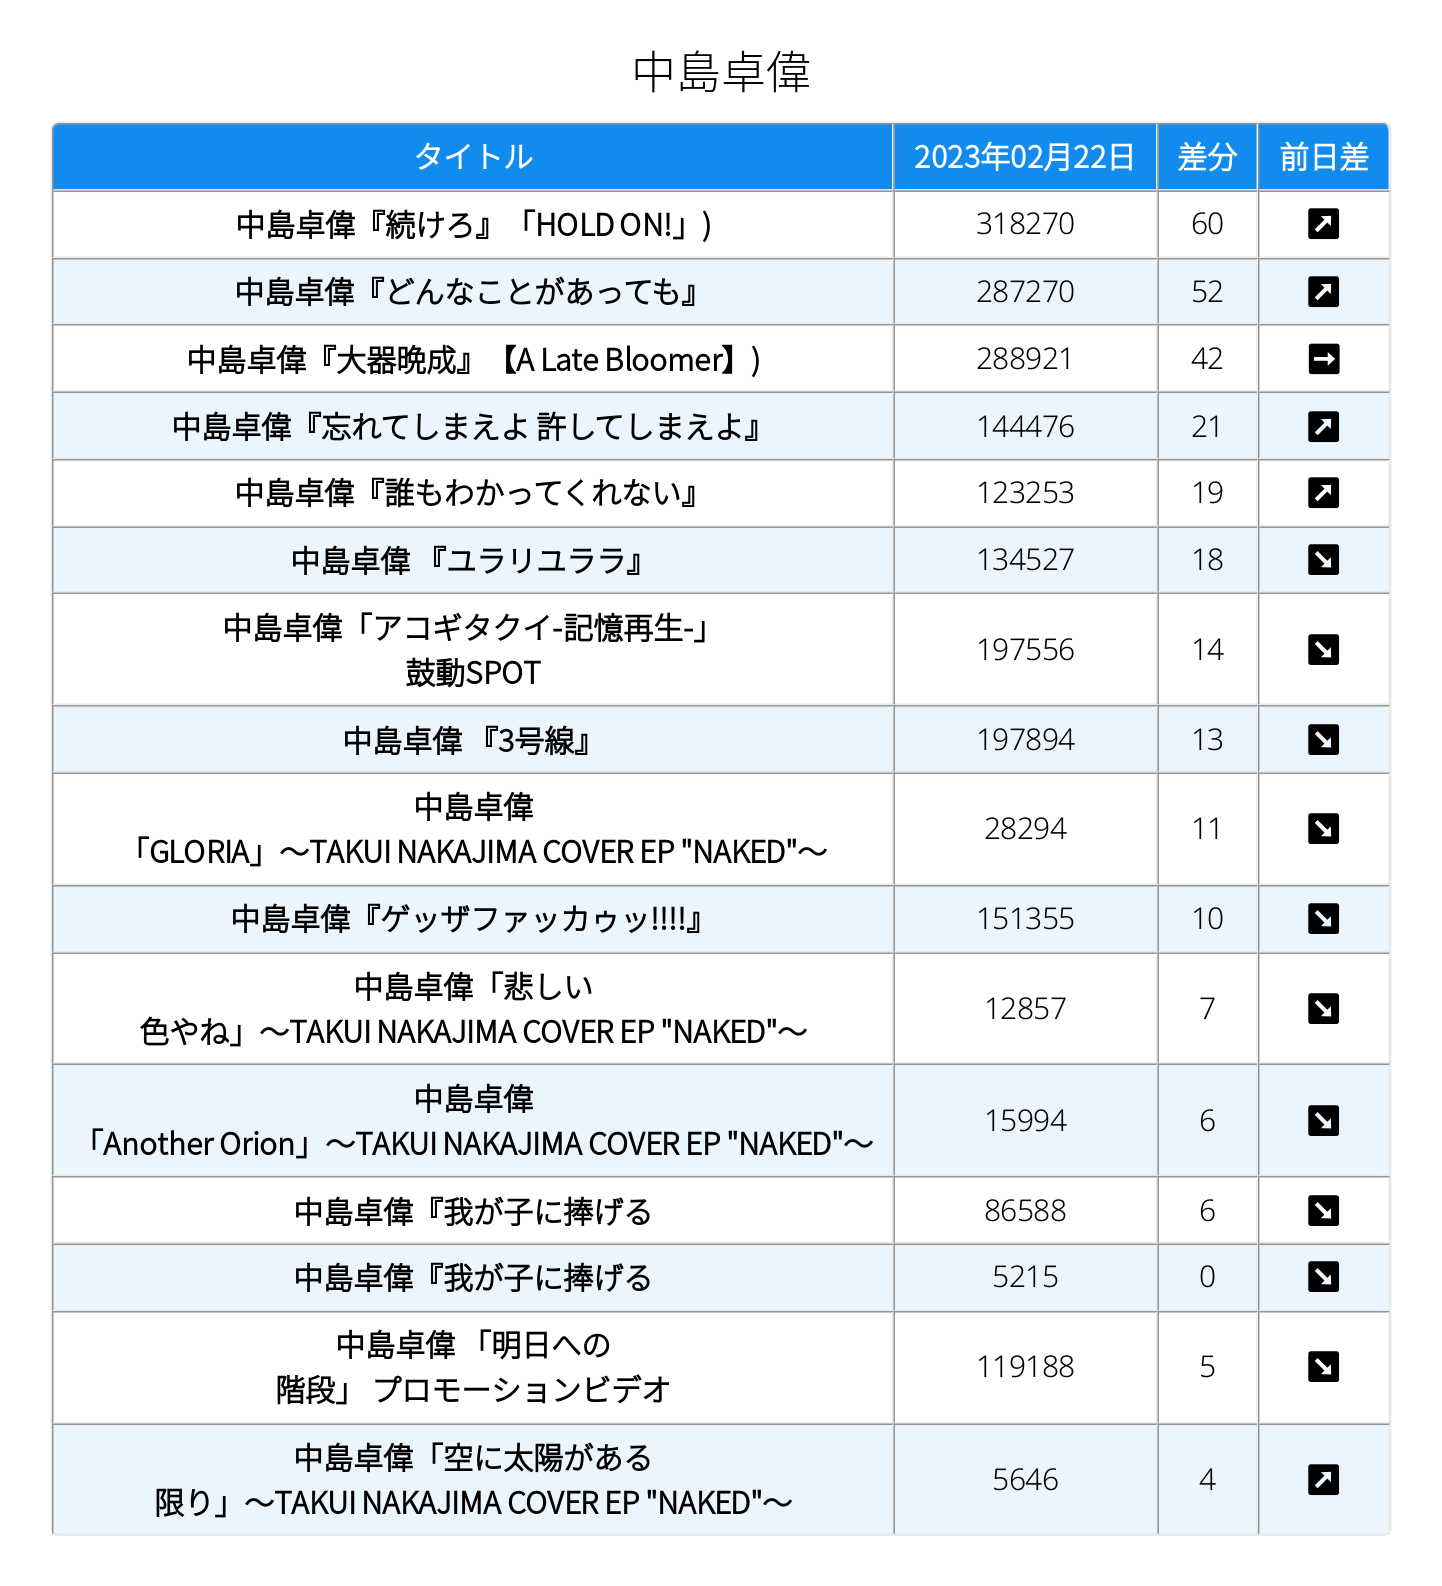 中島卓偉
タイトル 2023年02月22日 差分 前日差
中島卓偉『続けろ』「HOLD ON!」) 318270 60
中島卓偉『どんなことがあっても』 287270 52
中島卓偉『大器晩成』【A Late Bloomer】) 288921 42
中島卓偉『忘れてしまえよ 許してしまえよ』 144476 21
中島卓偉『誰もわかってくれない』 123253 19
中島卓偉 『ユラリユララ』 134527 18
中島卓偉「アコギタクイ-記憶再生-」
鼓動SPOT 197556 14
中島卓偉 『3号線』 197894 13
中島卓偉
「GLORIA」～TAKUI NAKAJIMA COVER EP "NAKED"～ 28294 11
中島卓偉『ゲッザファッカゥッ!!!!』 151355 10
中島卓偉「悲しい
色やね」～TAKUI NAKAJIMA COVER EP "NAKED"～ 12857 7
中島卓偉
「Another Orion」～TAKUI NAKAJIMA COVER EP "NAKED"～ 15994 6
中島卓偉『我が子に捧げる 86588 6
中島卓偉『我が子に捧げる 5215 0
中島卓偉 「明日への
階段」 プロモーションビデオ 119188 5
中島卓偉「空に太陽がある
限り」～TAKUI NAKAJIMA COVER EP "NAKED"～ 5646 4